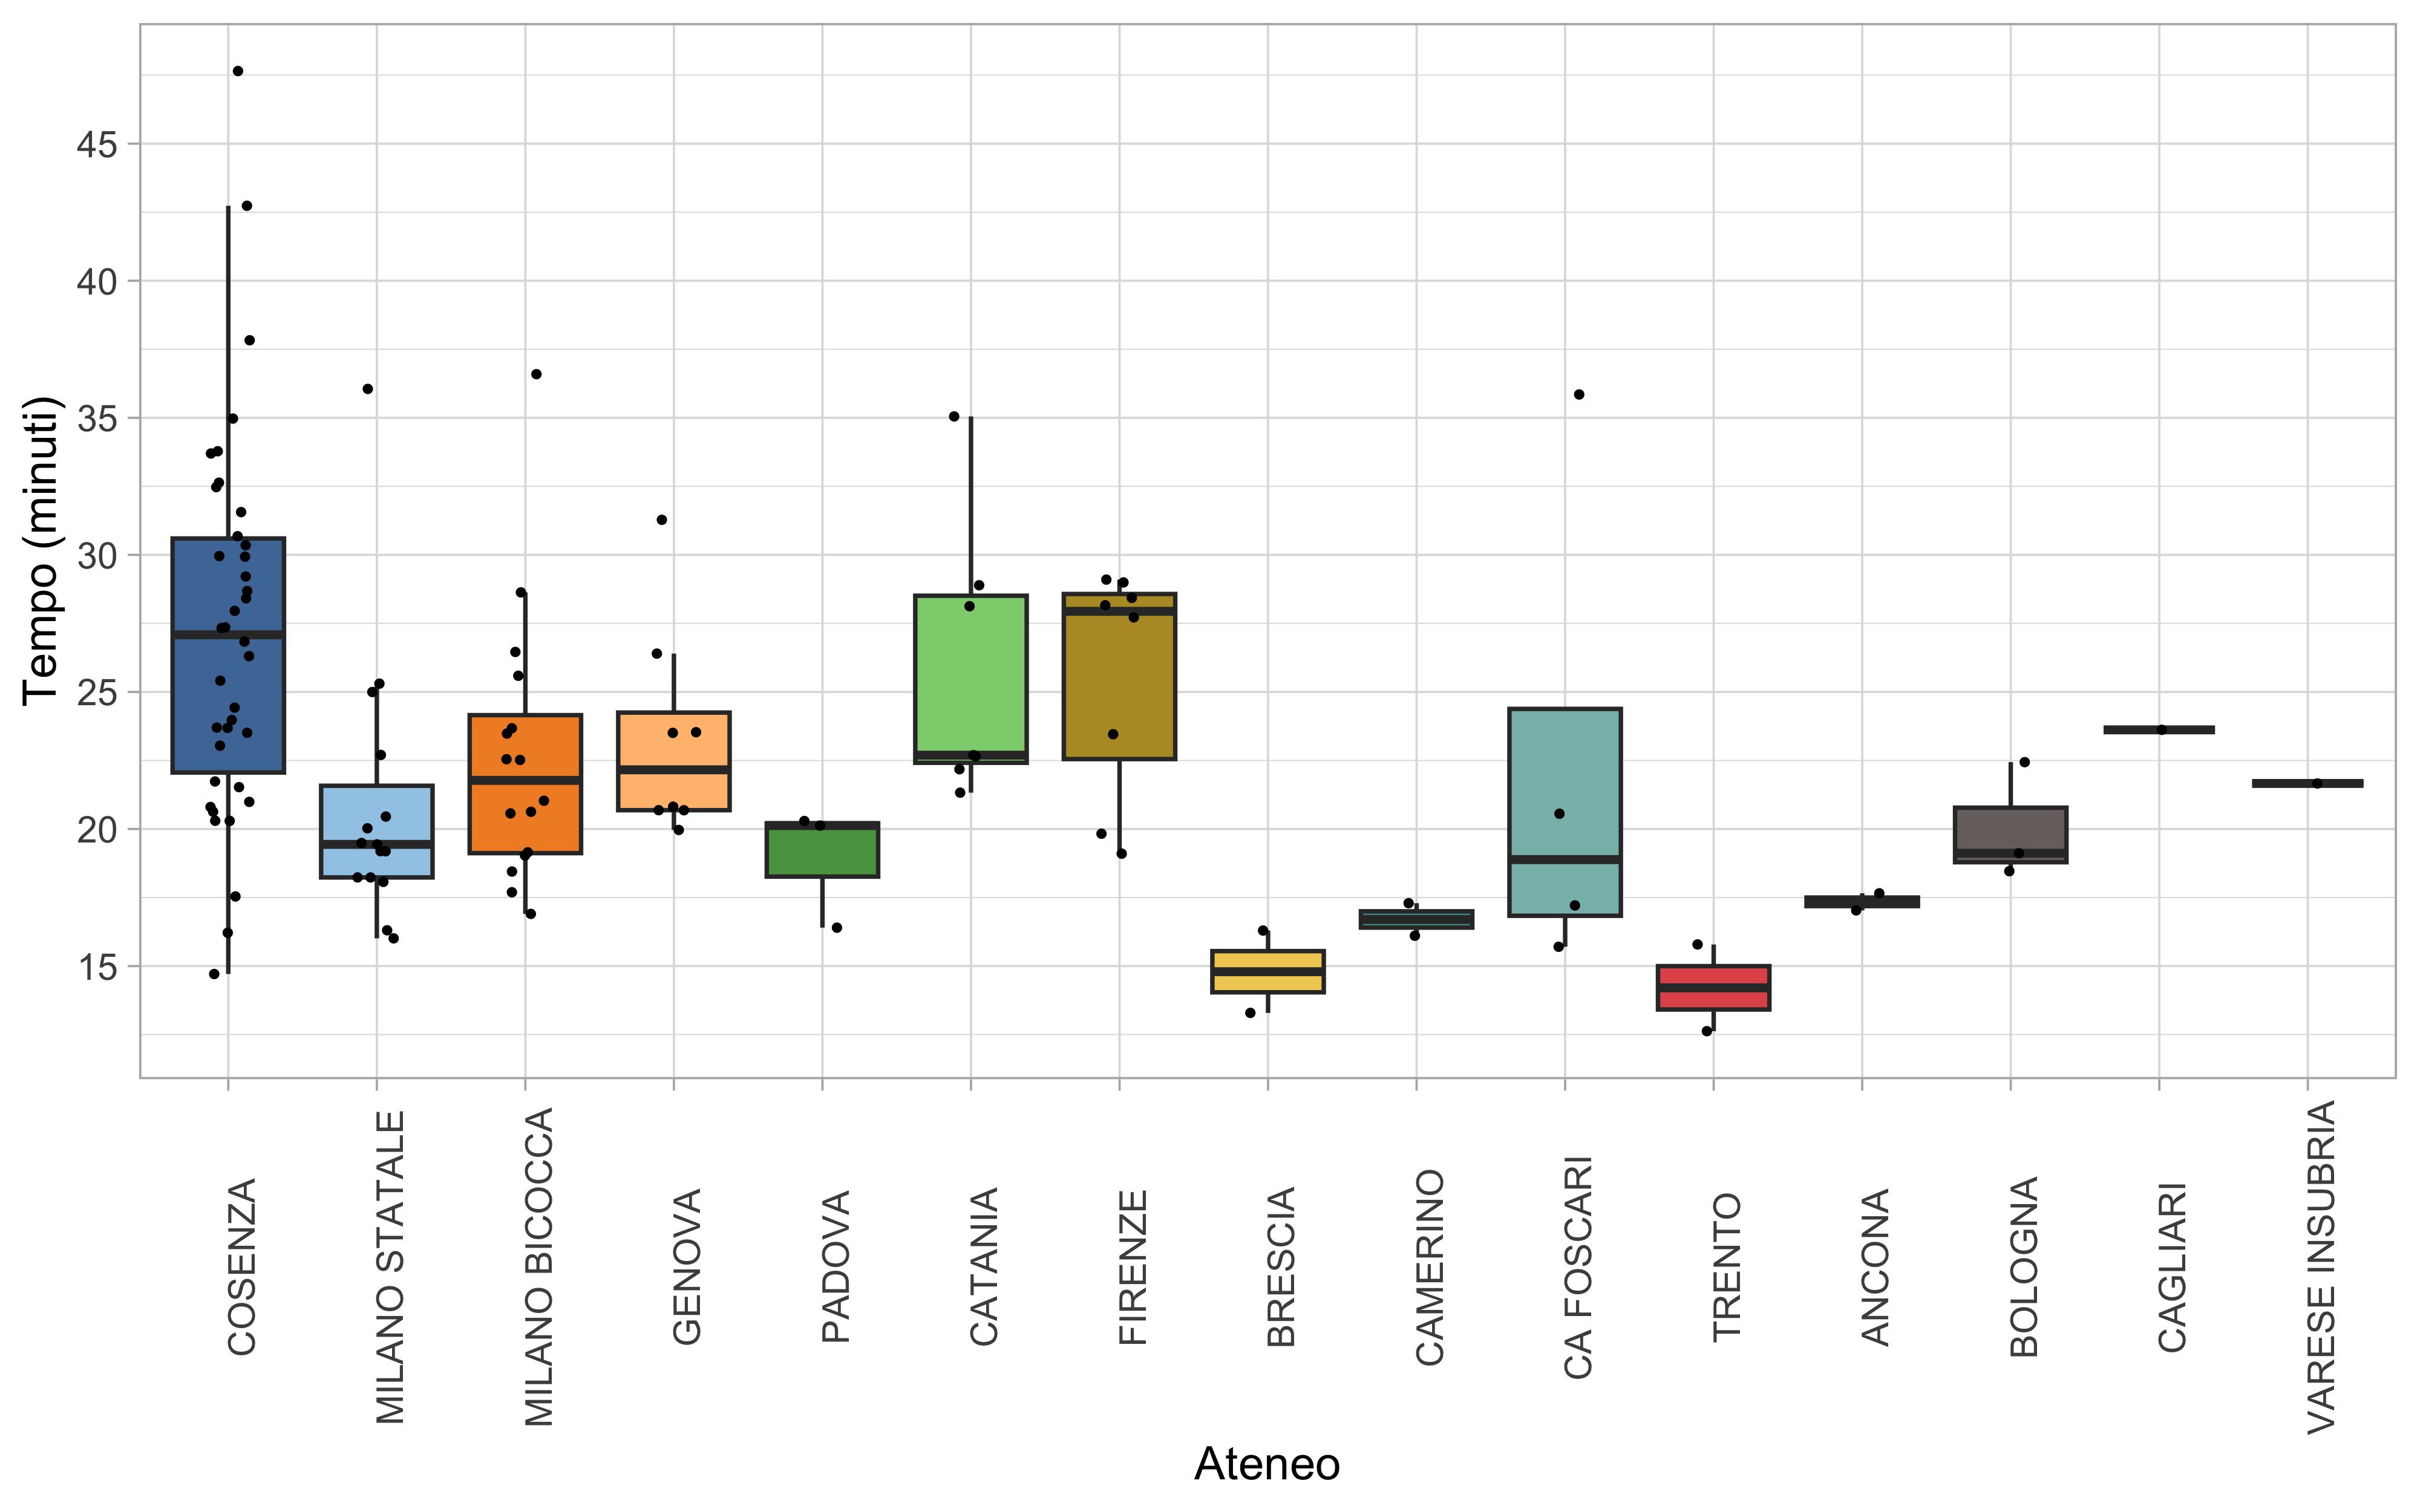 Tempo (minuti)
45
40
35
30
25
20
15
COSENZA
MILANO STATALE
MILANO BICOCCA
GENOVA
PADOVA
CATANIA
FIRENZE
BRESCIA
CAMERINO
CA FOSCARI
TRENTO
ANCONA
BOLOGNA
CAGLIARI
VARESE INSUBRIA
Ateneo